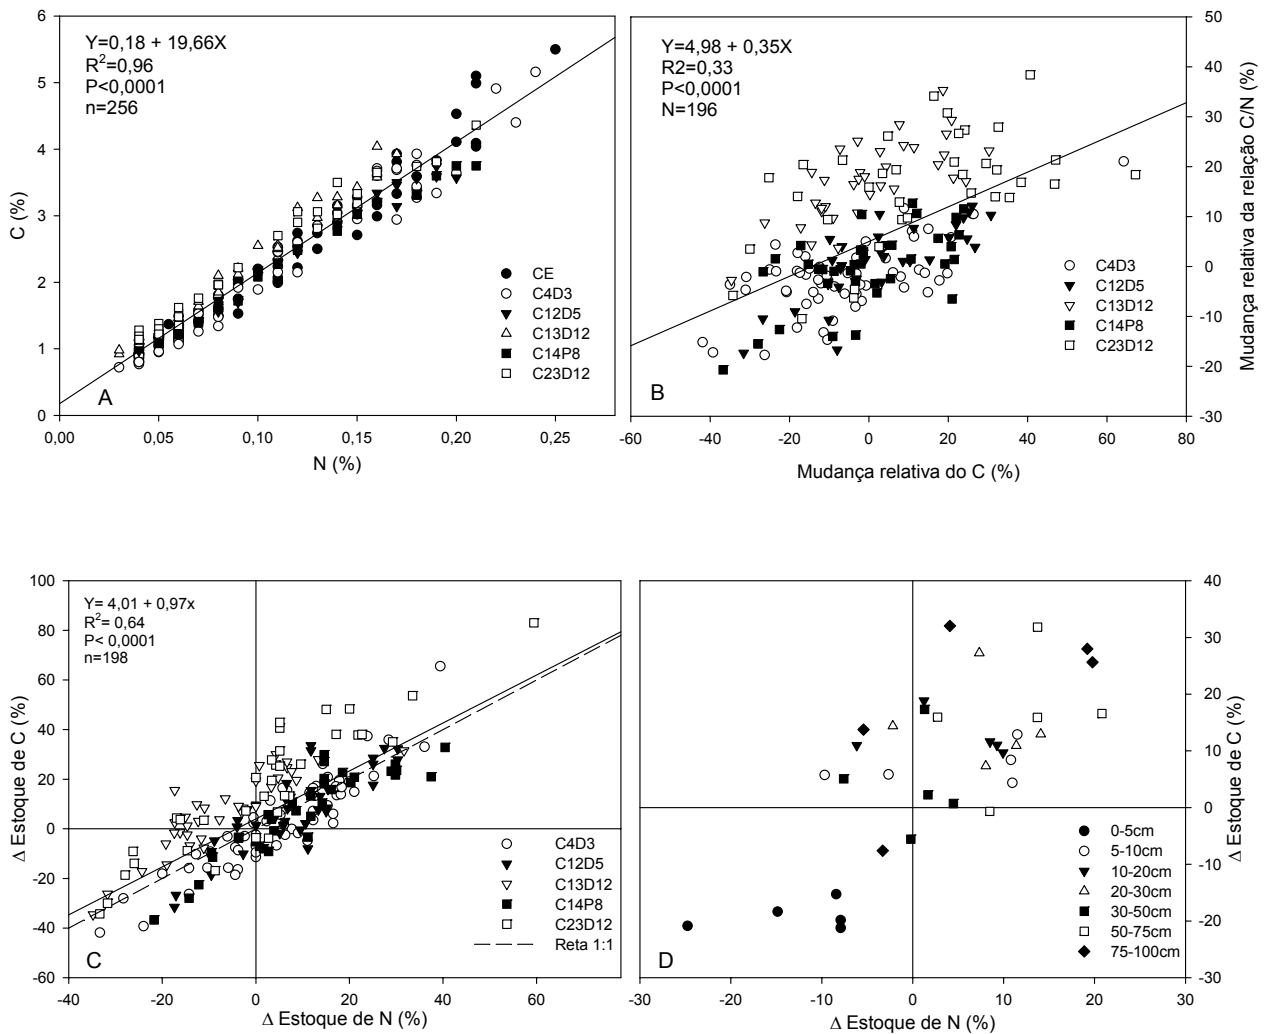 Y=0,18 + 19,66X
R²=0,96
P<0,0001
n=256
C (%)
6
5
4
3
2
1
0
CE
C4D3
C12D5
C13D12
C14P8
C23D12
A
0,00 0,05 0,10 0,15 0,20 0,25
N (%)
Y=4,98 + 0,35X
R2=0,33
P<0,0001
N=196
50
40
30
20
10
0
-10
-20
-30
Mudança relativa da relação C/N (%)
C4D3
C12D5
C13D12
C14P8
C23D12
B
-60 -40 -20 0 20 40 60 80
Mudança relativa do C (%)
Y= 4,01 + 0,97x
R²= 0,64
P< 0,0001
n=198
Δ Estoque de C (%)
100
80
60
40
20
0
-20
-40
-60
C4D3
C12D5
C13D12
C14P8
C23D12
Reta 1:1
C
-40 -20 0 20 40 60
Δ Estoque de N (%)
40
30
20
10
0
-10
-20
-30
Δ Estoque de C (%)
0-5cm
5-10cm
10-20cm
20-30cm
30-50cm
50-75cm
75-100cm
D
-30 -20 -10 0 10 20 30
Δ Estoque de N (%)